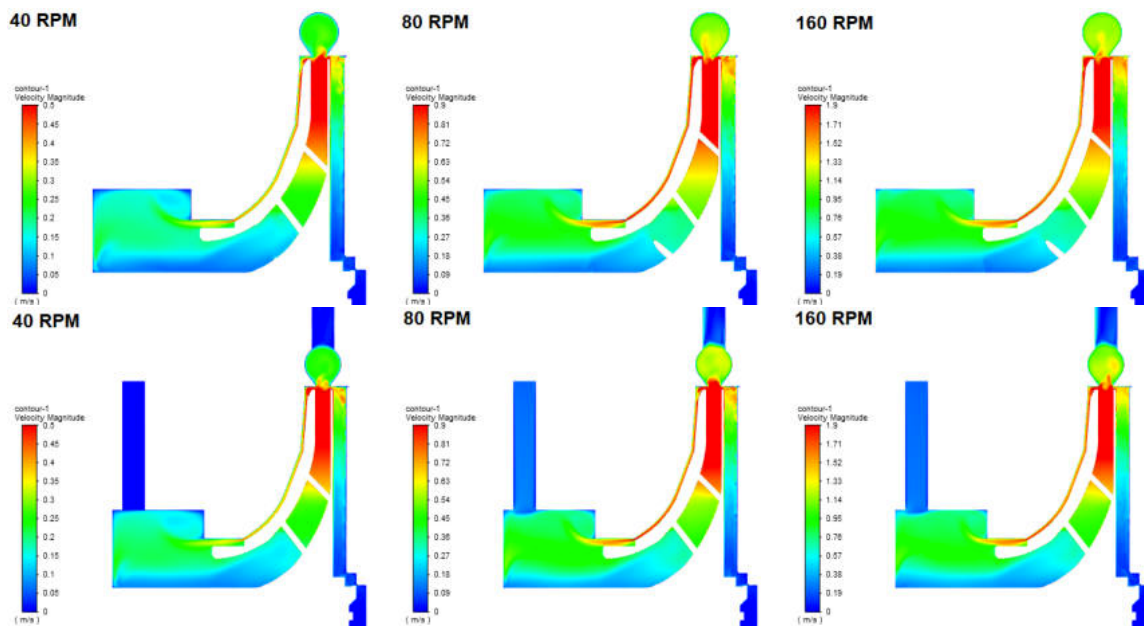 40 RPM
contour-1
Velocity Magnitude
0.5
0.45
0.4
0.35
0.3
0.25
0.2
0.15
0.1
0.05
0
( m/s )
80 RPM
contour-1
Velocity Magnitude
0.9
0.81
0.72
0.63
0.54
0.45
0.36
0.27
0.18
0.09
0
( m/s )
160 RPM
contour-1
Velocity Magnitude
1.9
1.71
1.52
1.33
1.14
0.95
0.76
0.57
0.38
0.19
0
( m/s )
40 RPM
contour-1
Velocity Magnitude
0.5
0.45
0.4
0.35
0.3
0.25
0.2
0.15
0.1
0.05
0
( m/s )
80 RPM
contour-1
Velocity Magnitude
0.9
0.81
0.72
0.63
0.54
0.45
0.36
0.27
0.18
0.09
0
( m/s )
160 RPM
contour-1
Velocity Magnitude
1.9
1.71
1.52
1.33
1.14
0.95
0.76
0.57
0.38
0.19
0
( m/s )